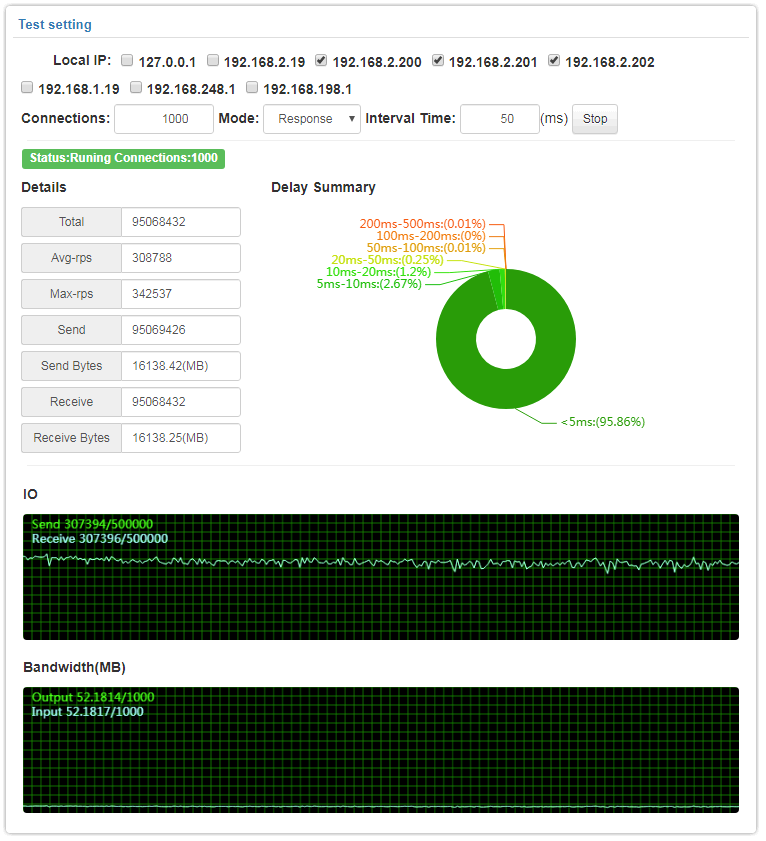 Test setting
Local IP: 127.0.0.1 192.168.2.19 192.168.2.200 192.168.2.201 192.168.2.202
192.168.1.19 192.168.248.1 192.168.198.1
Connections: 1000 Mode: Response Interval Time: 50 (ms) Stop
Status:Runing Connections:1000
Details
Total 95068432
Avg-rps 308788
Max-rps 342537
Send 95069426
Send Bytes 16138.42(MB)
Receive 95068432
Receive Bytes 16138.25(MB)
Delay Summary
200ms-500ms:(0.01%)
100ms-200ms:(0%)
50ms-100ms:(0.01%)
20ms-50ms:(0.25%)
10ms-20ms:(1.2%)
5ms-10ms:(2.67%)
<5ms:(95.86%)
IO
Send 307394/500000
Receive 307396/500000
Bandwidth(MB)
Output 52.1814/1000
Input 52.1817/1000